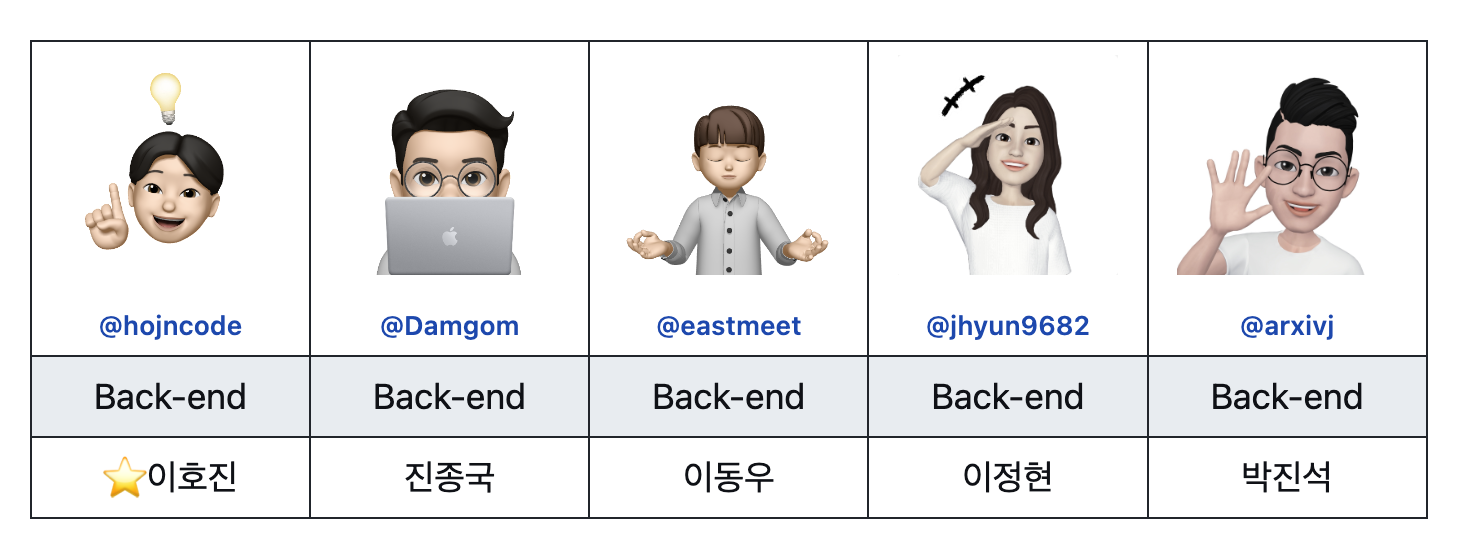 @hojncode @Damgom @eastmeet @jhyun9682 @arxivj
Back-end Back-end Back-end Back-end Back-end
⭐이호진 진종국 이동우 이정현 박진석